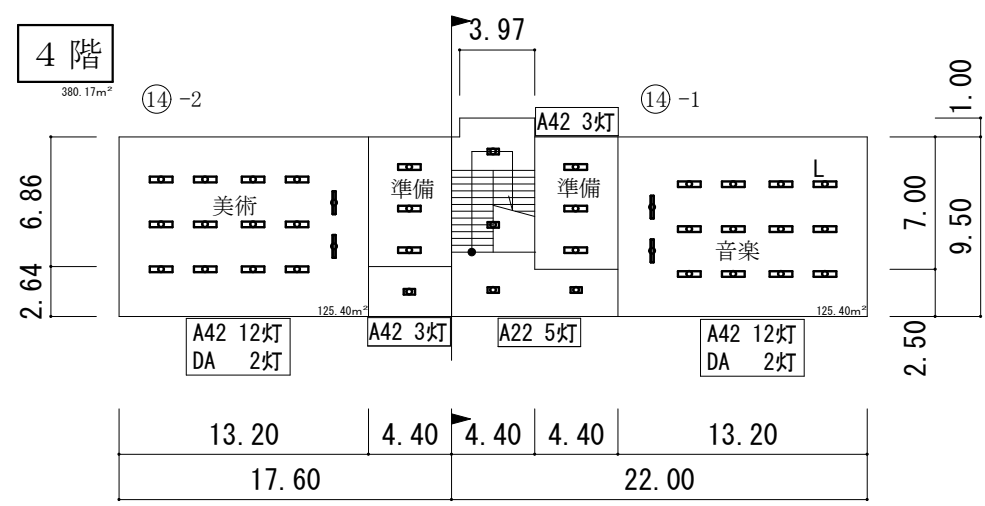 4階
380.17m²
3.97
⑭-2
⑭-1
1.00
A42 3灯
6.86
2.64
7.00
9.50
2.50
美術
準備
準備
L
音楽
125.40m²
125.40m²
A42 12灯
DA 2灯
A42 3灯
A22 5灯
A42 12灯
DA 2灯
13.20
4.40
4.40
4.40
13.20
17.60
22.00